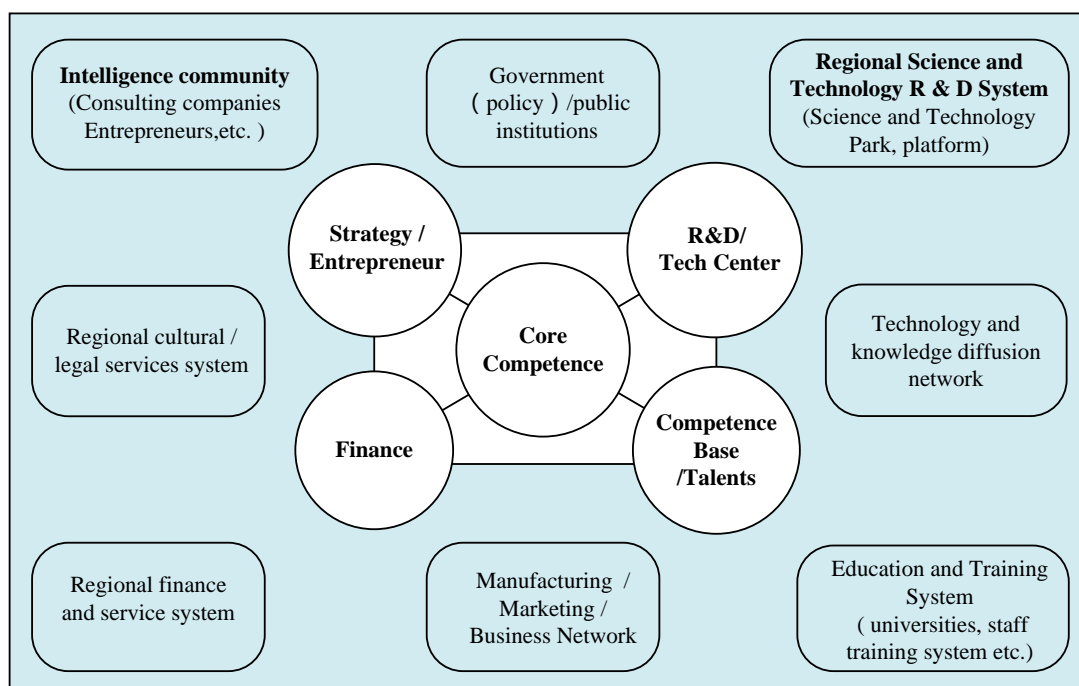 Intelligence community
(Consulting companies
Entrepreneurs,etc. )
Government
( policy ) /public
institutions
Regional Science and
Technology R & D System
(Science and Technology
Park, platform)
Strategy /
Entrepreneur
R&D/
Tech Center
Regional cultural /
legal services system
Core
Competence
Technology and
knowledge diffusion
network
Finance
Competence
Base
/Talents
Regional finance
and service system
Manufacturing /
Marketing /
Business Network
Education and Training
System
( universities, staff
training system etc.)